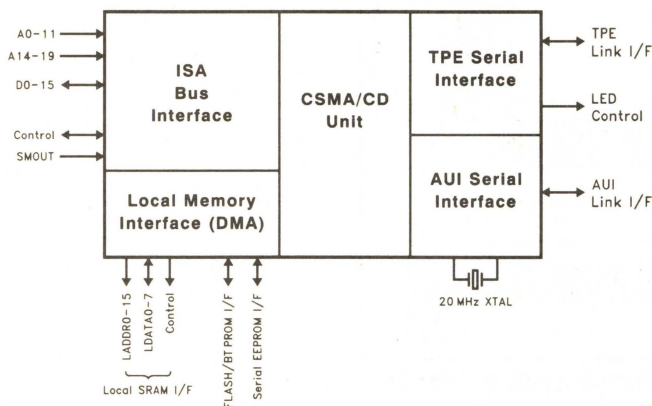 A0-11
A14-19
D0-15
Control
SMOUT
ISA
Bus
Interface
Local Memory
Interface (DMA)
CSMA/CD
Unit
TPE Serial
Interface
AUI Serial
Interface
TPE
Link I/F
LED
Control
AUI
Link I/F
20 MHz XTAL
LADDR0-15
LDATA0-7
Control
FLASH/BT PROM I/F
Serial EEPROM I/F
Local SRAM I/F